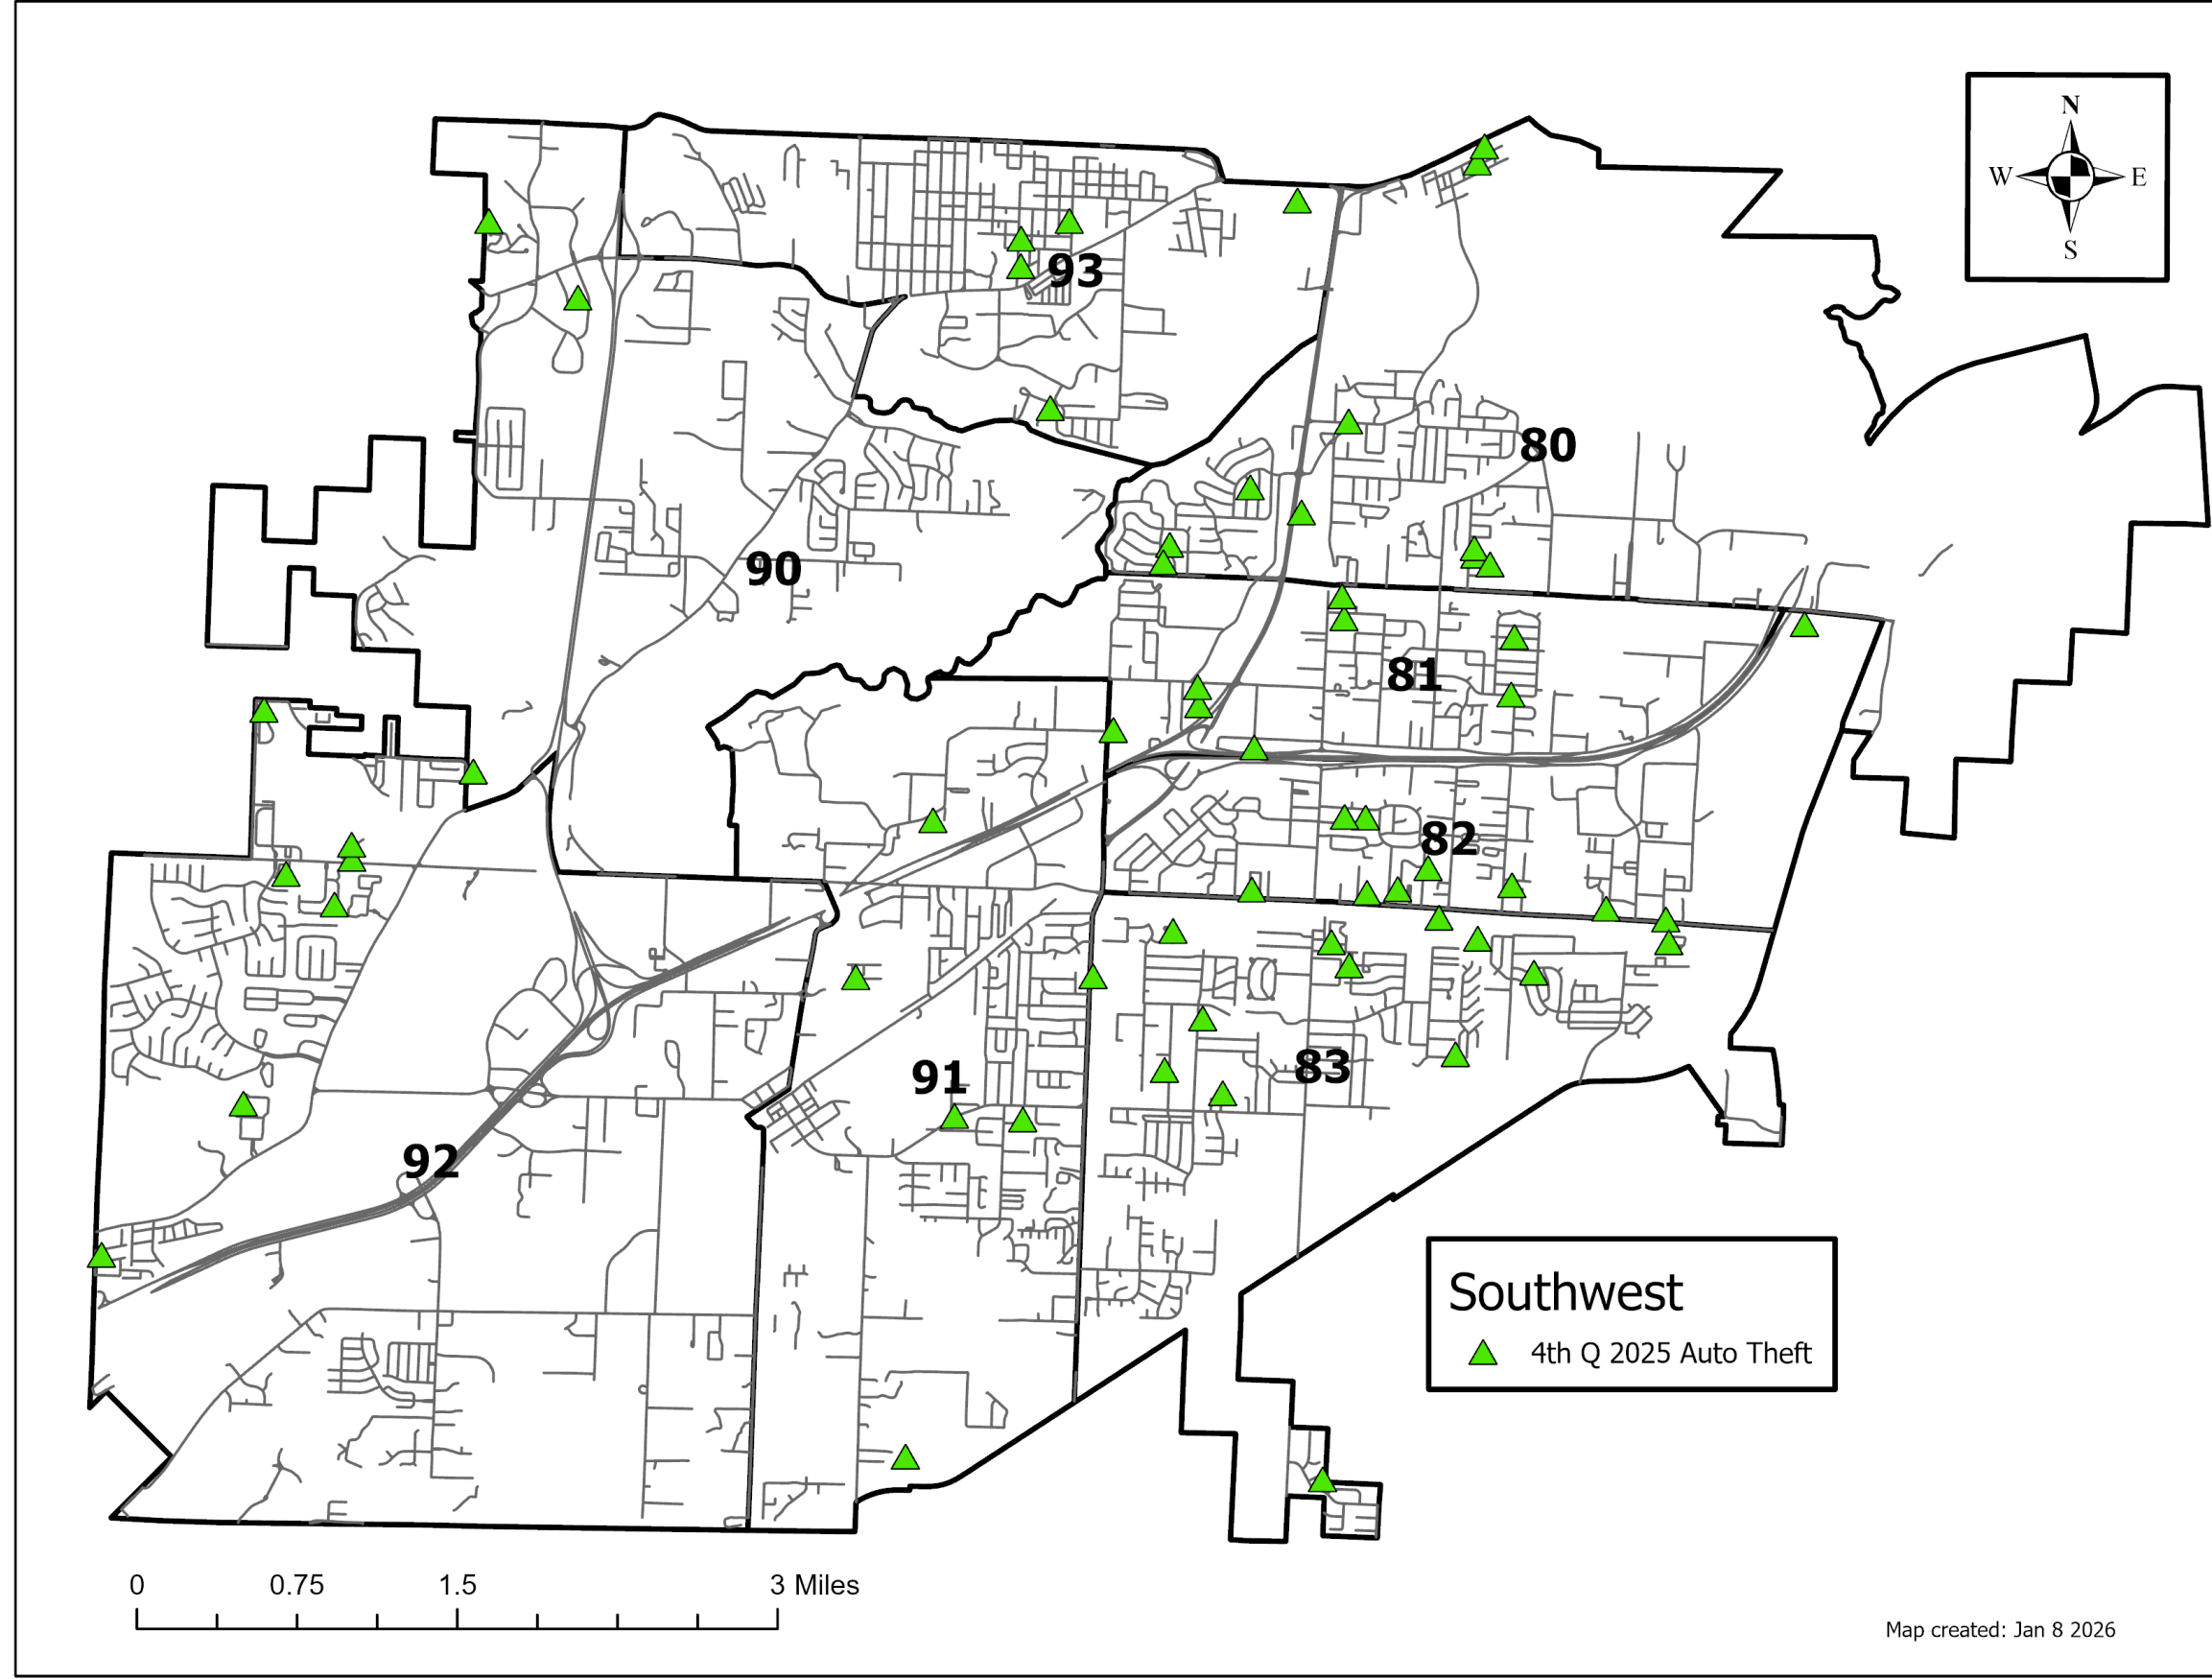 N
W E
S
93
80
90
81
82
91
83
92
Southwest
4th Q 2025 Auto Theft
0 0.75 1.5 3 Miles
Map created: Jan 8 2026